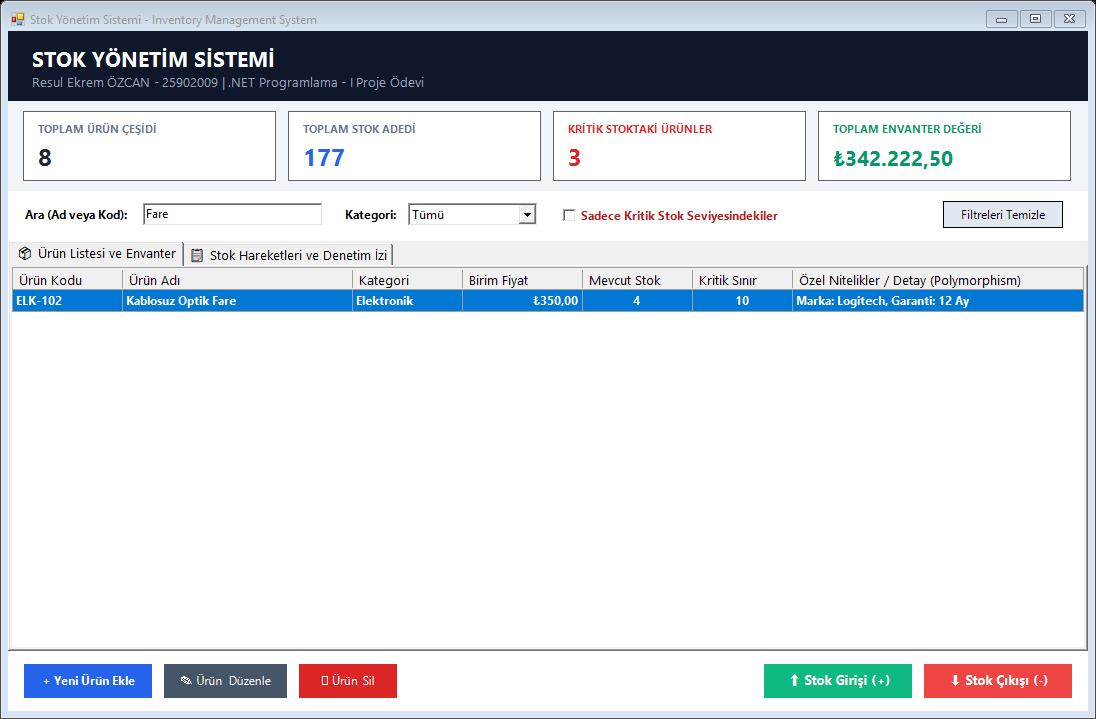 Stok Yönetim Sistemi - Inventory Management System
STOK YÖNETİM SİSTEMİ
Resul Ekrem ÖZCAN - 25902009 | .NET Programlama - I Proje Ödevi
TOPLAM ÜRÜN ÇEŞİDİ
8
TOPLAM STOK ADEDİ
177
KRİTİK STOKTAKİ ÜRÜNLER
3
TOPLAM ENVANTER DEĞERİ
₺342.222,50
Ara (Ad veya Kod): Fare Kategori: Tümü Sadece Kritik Stok Seviyesindekiler Filtreleri Temizle
Ürün Listesi ve Envanter Stok Hareketleri ve Denetim İzi
Ürün Kodu Ürün Adı Kategori Birim Fiyat Mevcut Stok Kritik Sınır Özel Nitelikler / Detay (Polymorphism)
ELK-102 Kablosuz Optik Fare Elektronik ₺350,00 4 10 Marka: Logitech, Garanti: 12 Ay
+ Yeni Ürün Ekle ✎ Ürün Düzenle Ürün Sil ⬆ Stok Girişi (+) ⬇ Stok Çıkışı (-)